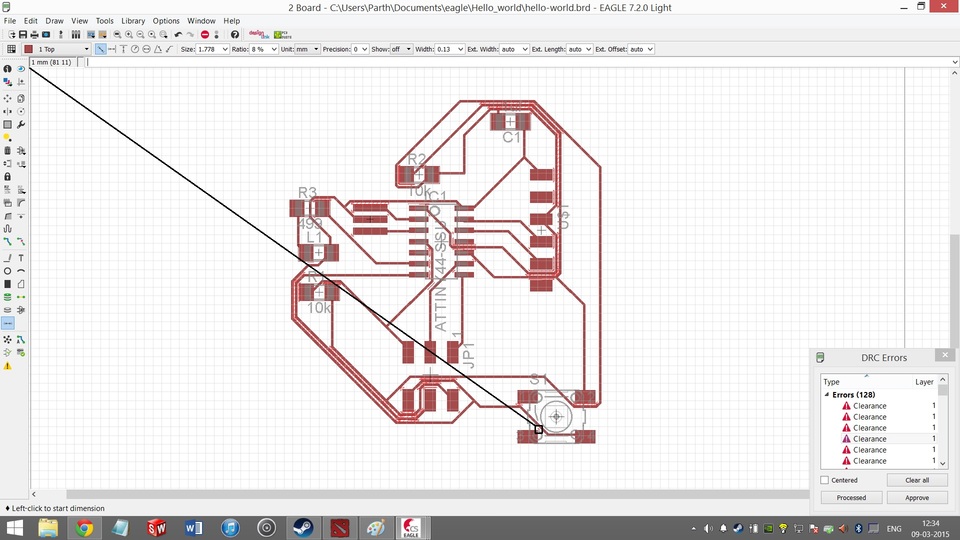 2 Board - C:\Users\Parth\Documents\eagle\Hello_world\hello-world.brd - EAGLE 7.2.0 Light
File Edit Draw View Tools Library Options Window Help
1 Top Size: 1.778 Ratio: 8 % Unit: mm Precision: 0 Show: off Width: 0.13 Ext. Width: auto Ext. Length: auto Ext. Offset: auto
1 mm (81 11)
C1
R2
10k
R3
499
L1
R1
10k
ATTINY44-SSU
JP1
1
S1
DRC Errors
Type Layer
Errors (128)
Clearance 1
Clearance 1
Clearance 1
Clearance 1
Clearance 1
Clearance 1
Centered Clear all
Processed Approve
Left-click to start dimension
ENG
12:34
09-03-2015